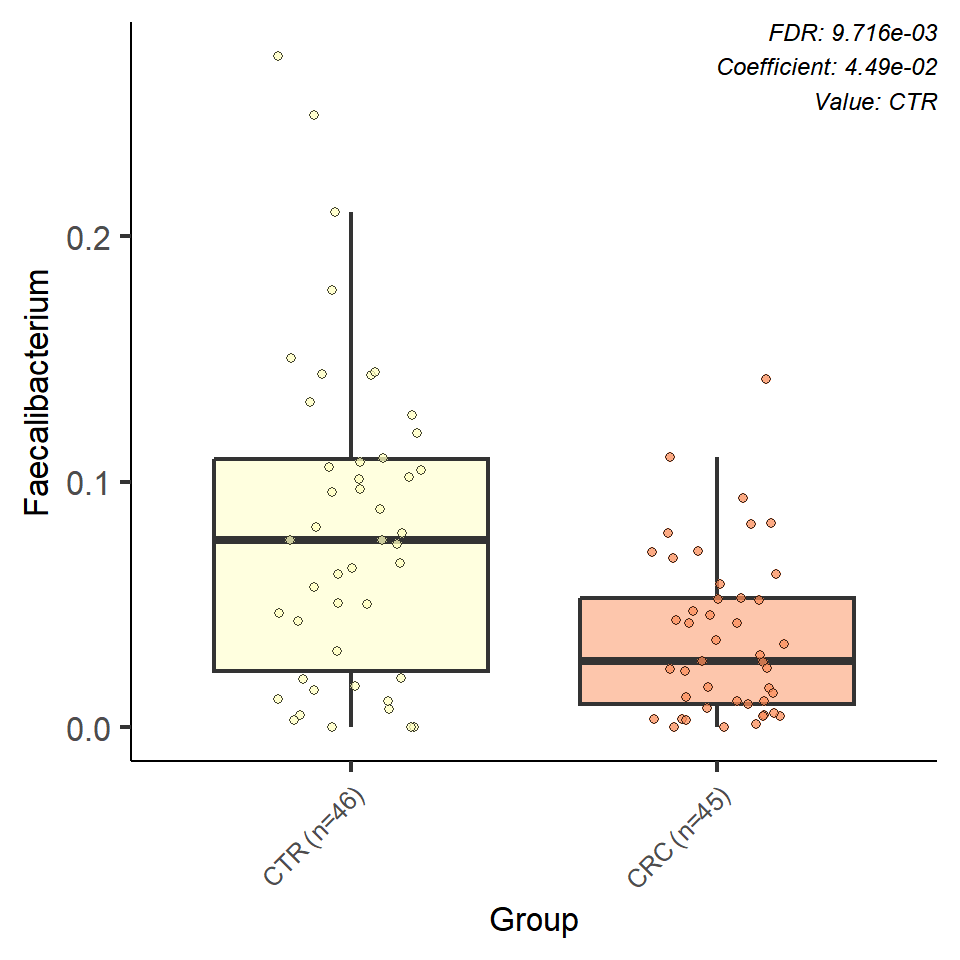 FDR: 9.716e-03
Coefficient: 4.49e-02
Value: CTR
Faecalibacterium
0.2
0.1
0.0
CTR (n=46)
CRC (n=45)
Group